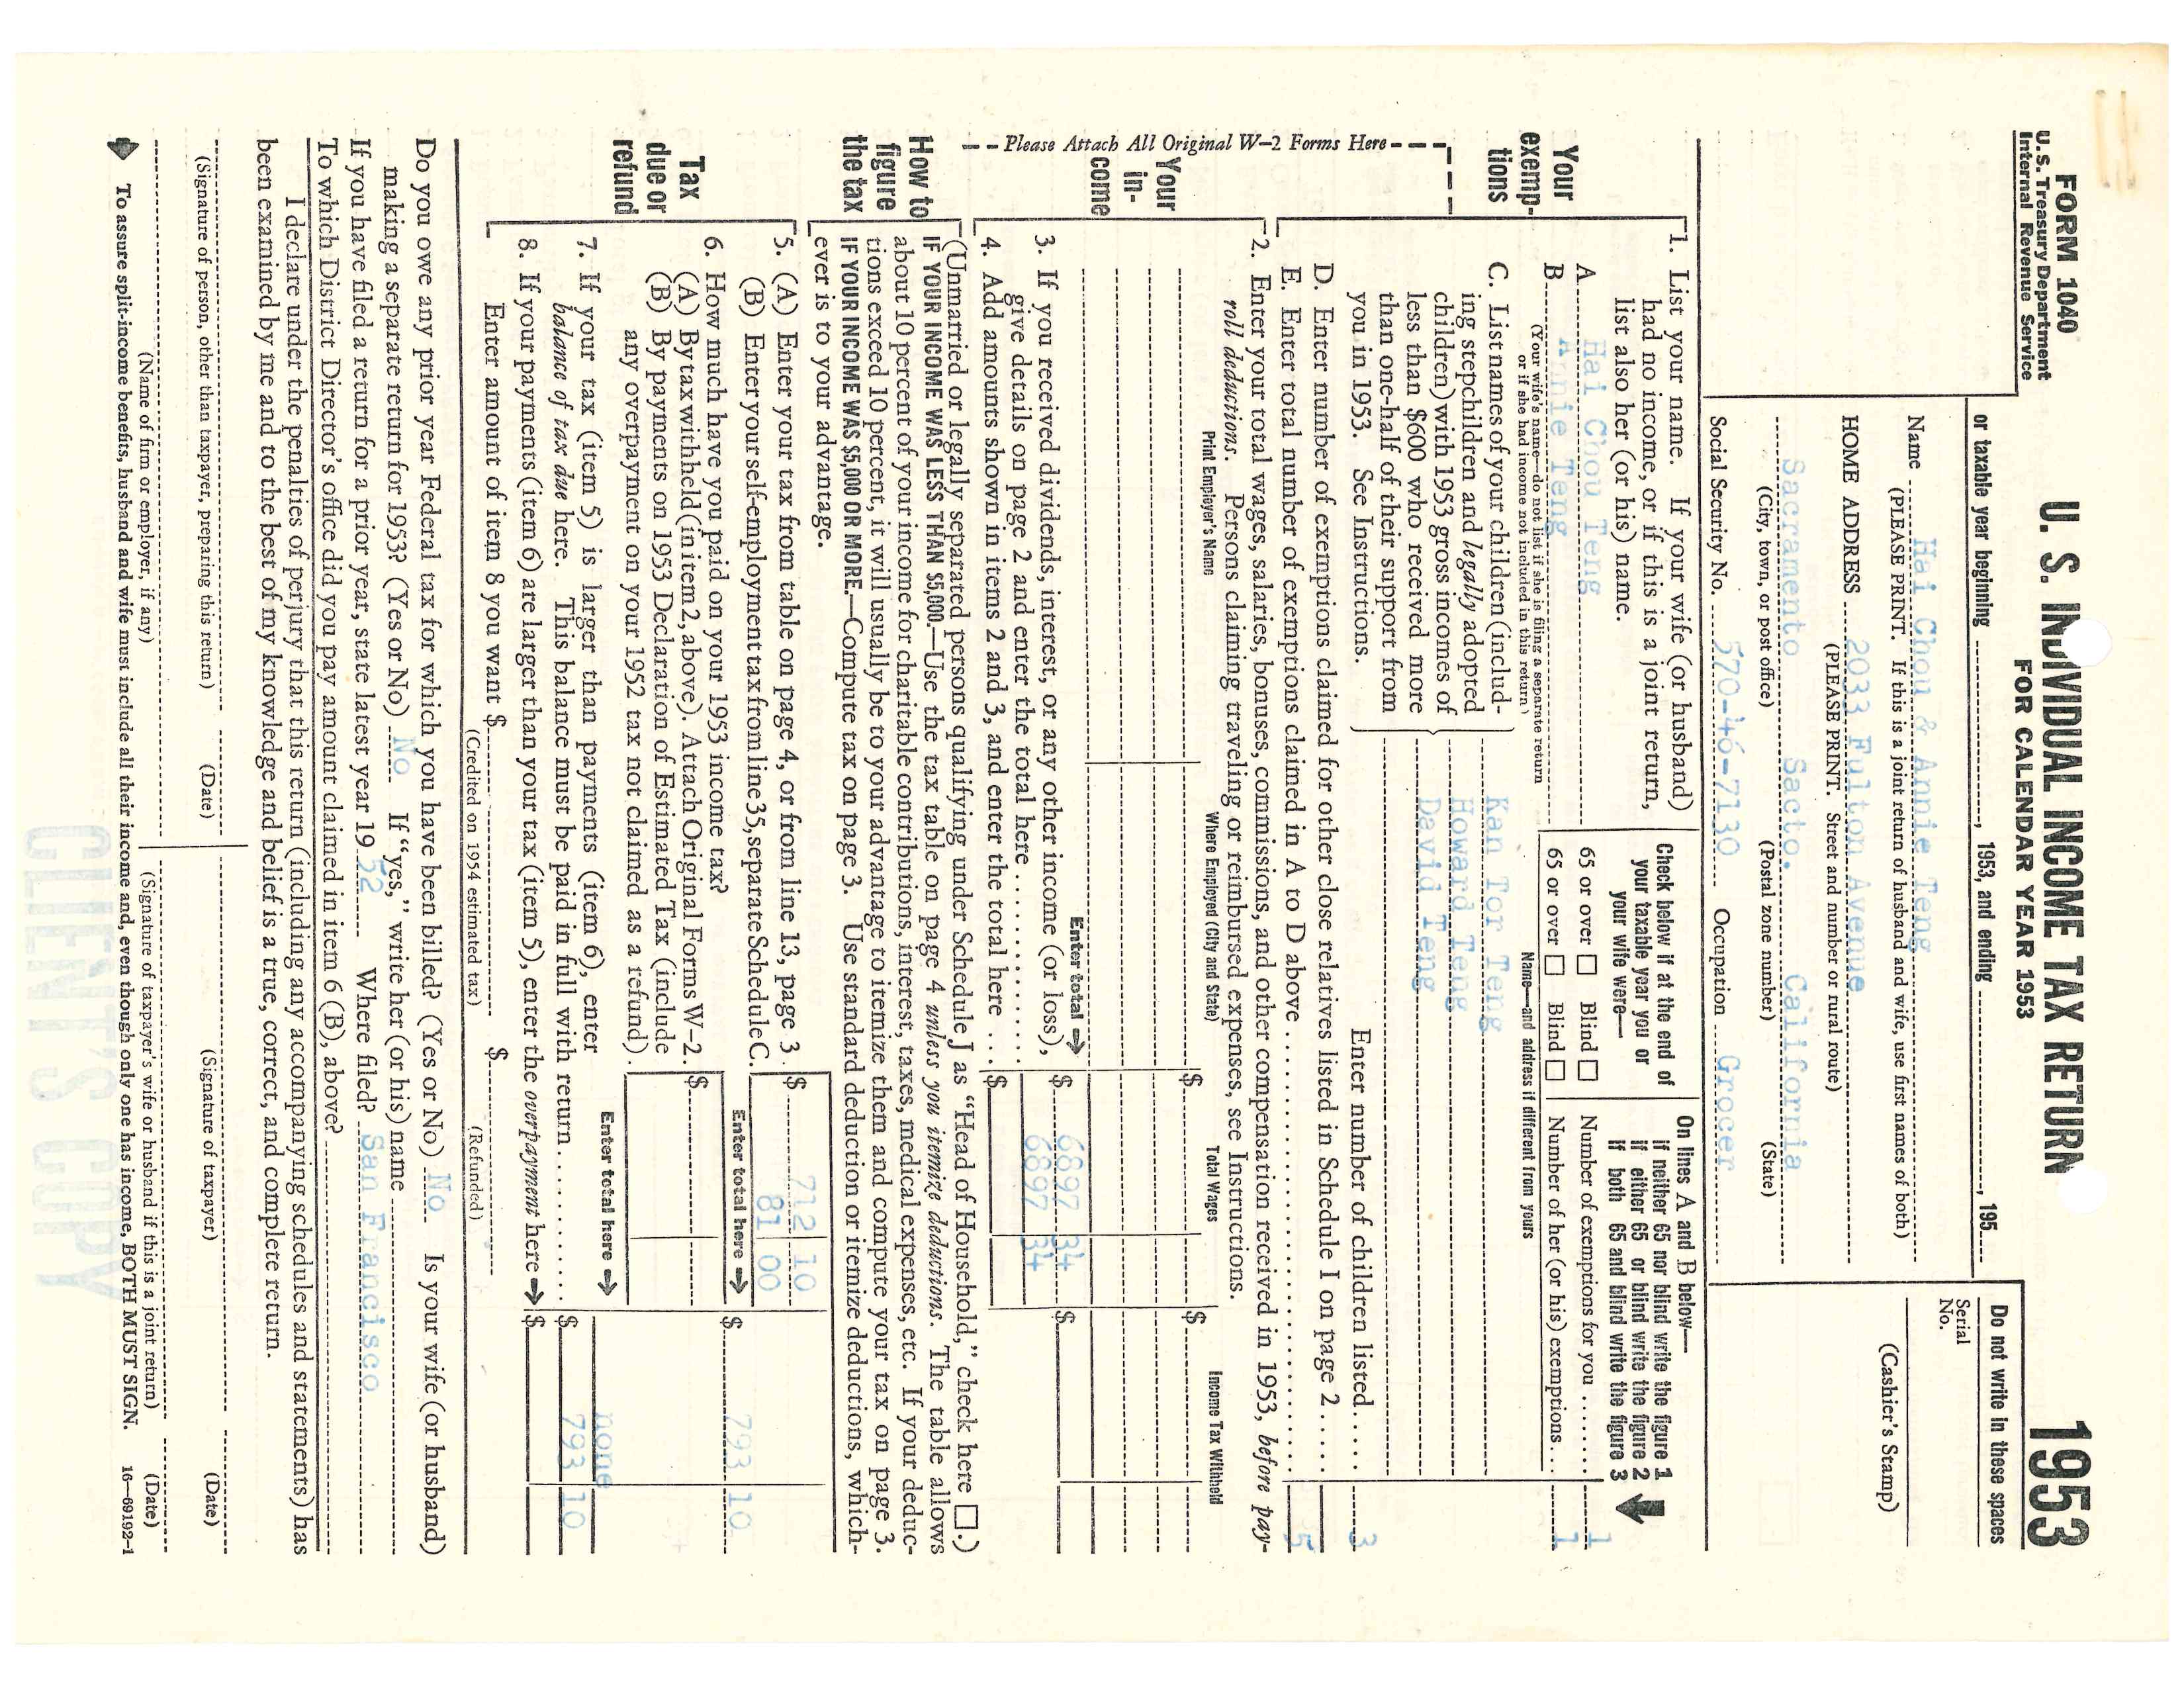 FORM 1040
U.S. Treasury Department
Internal Revenue Service
U. S. INDIVIDUAL INCOME TAX RETURN
FOR CALENDAR YEAR 1953
1953
or taxable year beginning ________, 1953, and ending ________, 195__
Do not write in these spaces
Serial
No.
(Cashier's Stamp)
Name Hai Chou & Annie Teng
(PLEASE PRINT. If this is a joint return of husband and wife, use first names of both)
HOME ADDRESS 2033 Fulton Avenue
(PLEASE PRINT. Street and number or rural route)
Sacramento Sacto. California
(City, town, or post office) (Postal zone number) (State)
Social Security No. 570-46-7130 Occupation Grocer
Your exemptions
1. List your name. If your wife (or husband)
had no income, or if this is a joint return,
list also her (or his) name.
Check below if at the end of
your taxable year you or
your wife were—
On lines A and B below—
if neither 65 nor blind write the figure 1
if either 65 or blind write the figure 2
if both 65 and blind write the figure 3
A Hai Chou Teng 65 or over □ Blind □ Number of exemptions for you ........ 1
B Annie Teng 65 or over □ Blind □ Number of her (or his) exemptions... 1
(Your wife's name—do not list if she is filing a separate return
or if she had income not included in this return)
Name—and address if different from yours
C. List names of your children (includ-
ing stepchildren and legally adopted
children) with 1953 gross incomes of
less than $600 who received more
than one-half of their support from
you in 1953. See Instructions.
Kan Tor Teng
Howard Teng
David Teng
Enter number of children listed..... 3
D. Enter number of exemptions claimed for other close relatives listed in Schedule I on page 2.....
E. Enter total number of exemptions claimed in A to D above ..... 5
-- Please Attach All Original W-2 Forms Here --
Your income
2. Enter your total wages, salaries, bonuses, commissions, and other compensation received in 1953, before pay-
roll deductions. Persons claiming traveling or reimbursed expenses, see Instructions.
Print Employer's Name Where Employed (City and State) Total Wages Income Tax Withheld
$ $
Enter total → $ 6897 34 $
3. If you received dividends, interest, or any other income (or loss),
give details on page 2 and enter the total here ............... 6897 34
4. Add amounts shown in items 2 and 3, and enter the total here ... $
How to figure the tax
(Unmarried or legally separated persons qualifying under Schedule J as "Head of Household," check here □.)
IF YOUR INCOME WAS LESS THAN $5,000.—Use the tax table on page 4 unless you itemize deductions. The table allows
about 10 percent of your income for charitable contributions, interest, taxes, medical expenses, etc. If your deduc-
tions exceed 10 percent, it will usually be to your advantage to itemize them and compute your tax on page 3.
IF YOUR INCOME WAS $5,000 OR MORE.—Compute tax on page 3. Use standard deduction or itemize deductions, which-
ever is to your advantage.
Tax due or refund
5. (A) Enter your tax from table on page 4, or from line 13, page 3. $ 712 10
(B) Enter your self-employment tax from line 35, separate Schedule C. 81 00
Enter total here → $ 793 10
6. How much have you paid on your 1953 income tax?
(A) By tax withheld (in item 2, above). Attach Original Forms W-2. $
(B) By payments on 1953 Declaration of Estimated Tax (include
any overpayment on your 1952 tax not claimed as a refund).
Enter total here → none
7. If your tax (item 5) is larger than payments (item 6), enter
balance of tax due here. This balance must be paid in full with return............ $ 793 10
8. If your payments (item 6) are larger than your tax (item 5), enter the overpayment here → $
Enter amount of item 8 you want $ $
(Credited on 1954 estimated tax) (Refunded)
Do you owe any prior year Federal tax for which you have been billed? (Yes or No) No Is your wife (or husband)
making a separate return for 1953? (Yes or No) No If "yes," write her (or his) name
If you have filed a return for a prior year, state latest year 19 52 Where filed? San Francisco
To which District Director's office did you pay amount claimed in item 6 (B), above?
I declare under the penalties of perjury that this return (including any accompanying schedules and statements) has
been examined by me and to the best of my knowledge and belief is a true, correct, and complete return.
(Signature of person, other than taxpayer, preparing this return) (Date) (Signature of taxpayer) (Date)
(Name of firm or employer, if any) (Signature of taxpayer's wife or husband if this is a joint return) (Date)
To assure split-income benefits, husband and wife must include all their income and, even though only one has income, BOTH MUST SIGN. 16—69192-1
CLIENT'S COPY